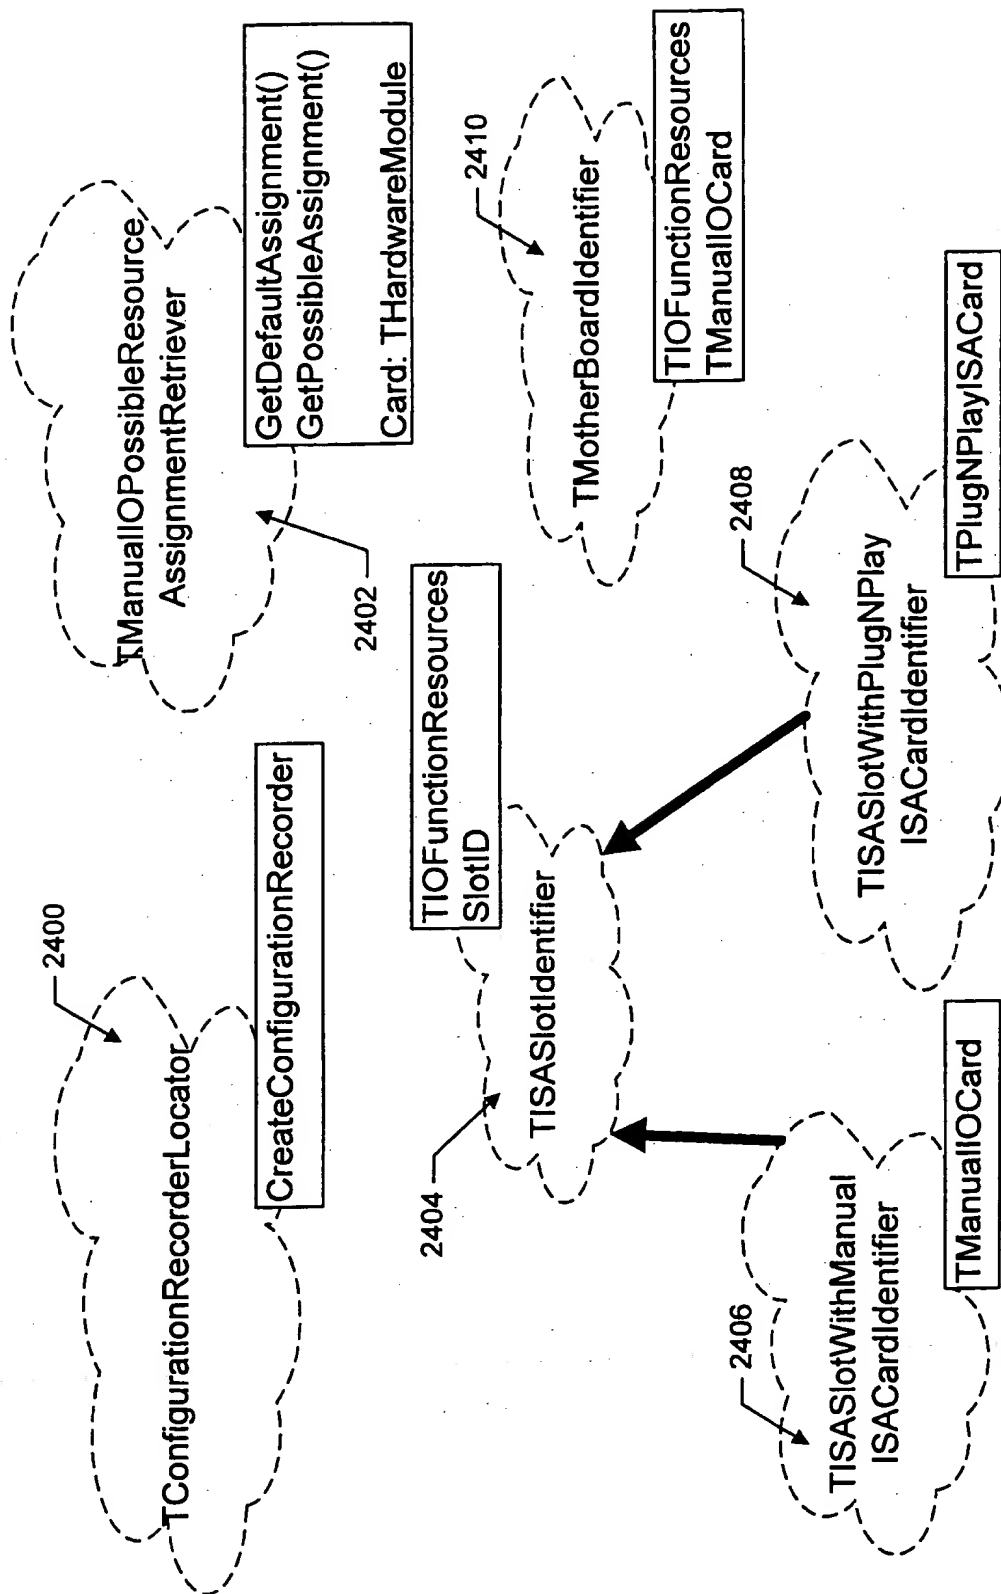 2400
TConfigurationRecorderLocator
CreateConfigurationRecorder
TManualIOPossibleResource
AssignmentRetriever
GetDefaultAssignment()
GetPossibleAssignment()
Card: THardwareModule
2402
2404
TISASlotIdentifier
TIOFunctionResources
SlotID
2410
TMotherBoardIdentifier
TIOFunctionResources
TManualIOCard
2406
TISASlotWithManual
ISACardIdentifier
TManualIOCard
2408
TISASlotWithPlugNPlay
ISACardIdentifier
TPlugNPlayISACard